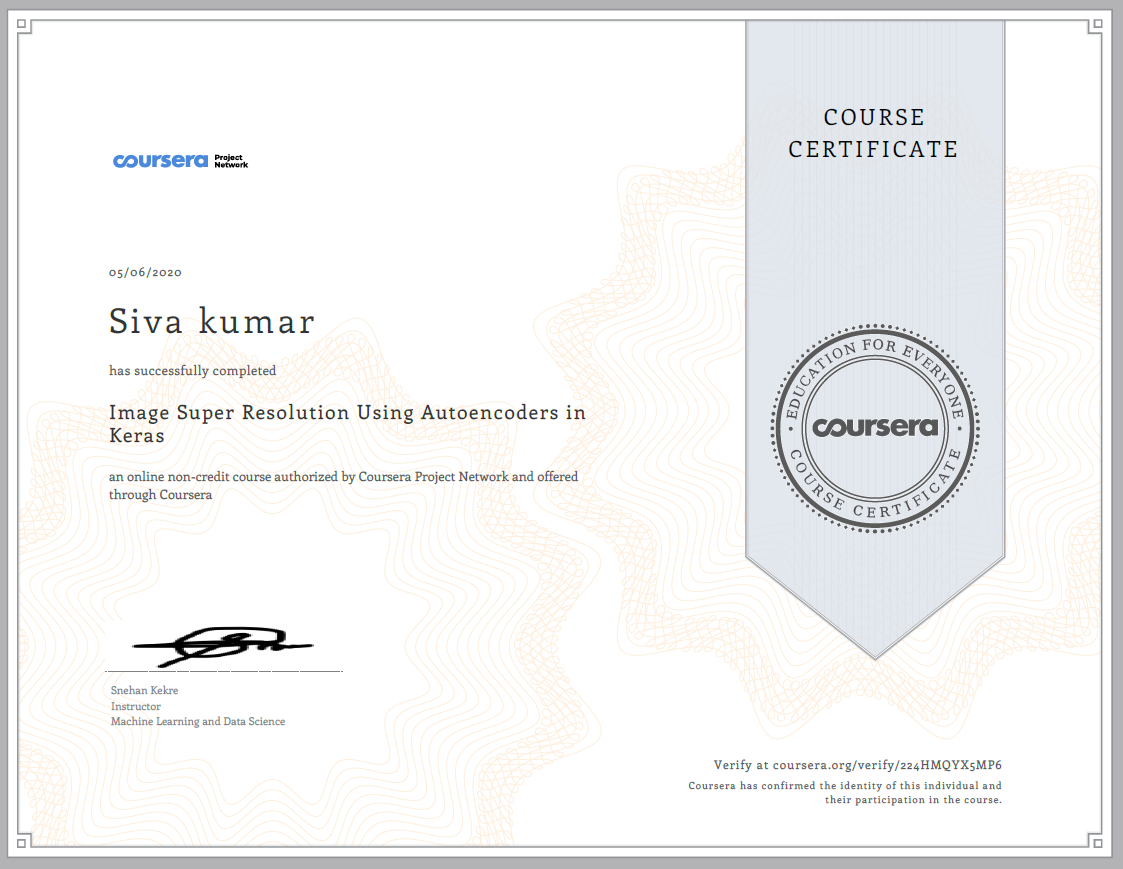 COURSE
CERTIFICATE
coursera Project
Network
05/06/2020
Siva kumar
has successfully completed
Image Super Resolution Using Autoencoders in
Keras
an online non-credit course authorized by Coursera Project Network and offered
through Coursera
EDUCATION FOR EVERYONE
coursera
COURSE CERTIFICATE
Snehan Kekre
Instructor
Machine Learning and Data Science
Verify at coursera.org/verify/224HMQYX5MP6
Coursera has confirmed the identity of this individual and
their participation in the course.